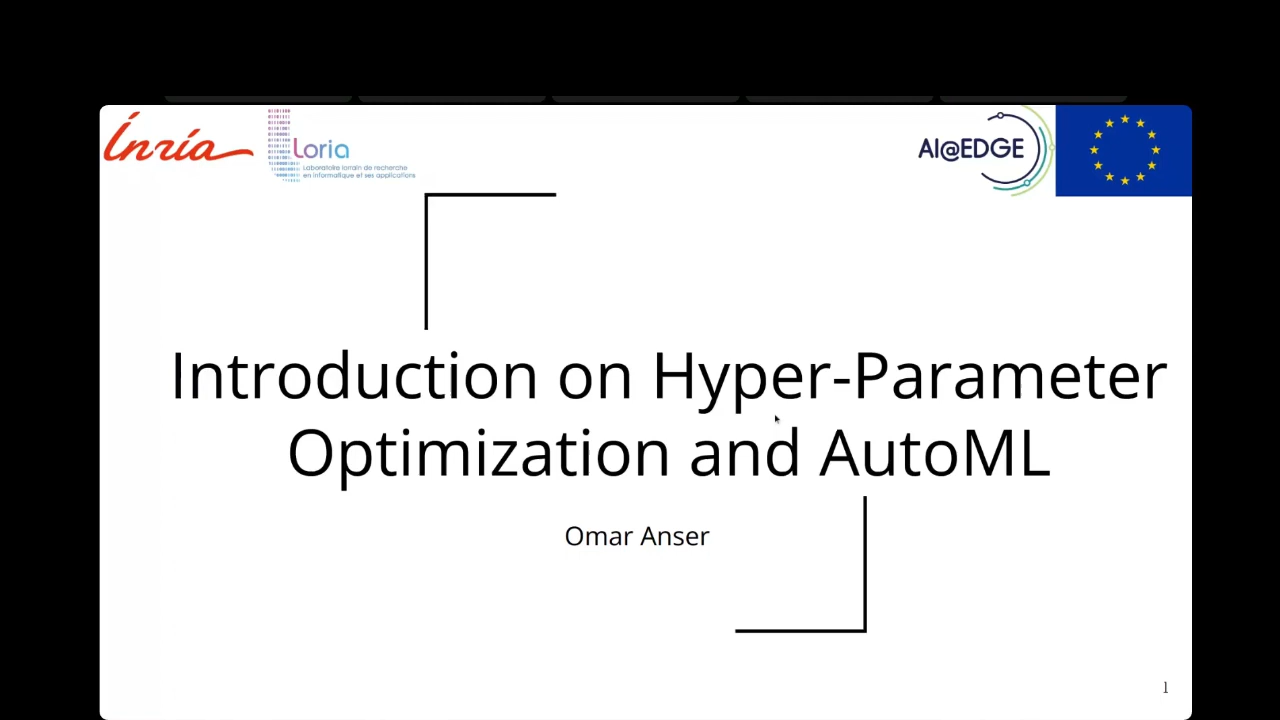 Inria
Loria
Laboratoire lorrain de recherche
en informatique et ses applications
AI@EDGE
Introduction on Hyper-Parameter
Optimization and AutoML
Omar Anser
1